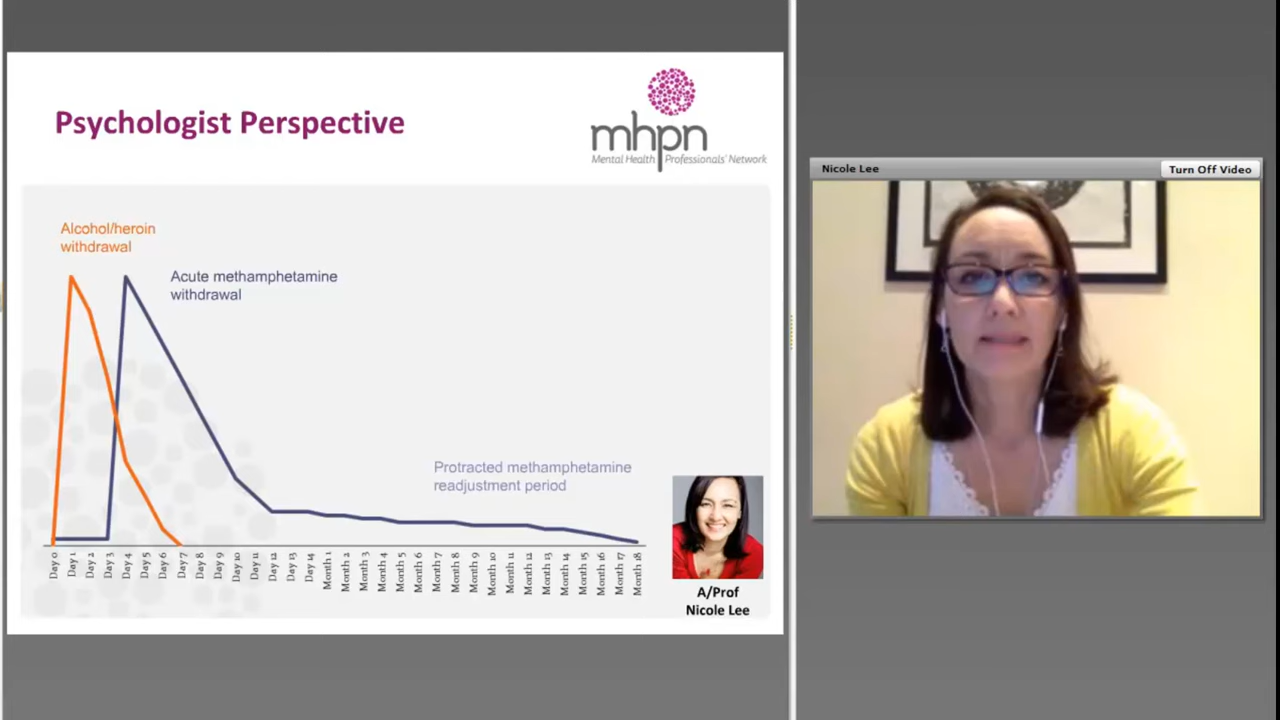 Psychologist Perspective
mhpn
Mental Health Professionals' Network
Alcohol/heroin
withdrawal
Acute methamphetamine
withdrawal
Protracted methamphetamine
readjustment period
Day 0
Day 1
Day 2
Day 3
Day 4
Day 5
Day 6
Day 7
Day 8
Day 9
Day 10
Day 11
Day 12
Day 13
Day 14
Month 1
Month 2
Month 3
Month 4
Month 5
Month 6
Month 7
Month 8
Month 9
Month 10
Month 11
Month 12
Month 13
Month 14
Month 15
Month 16
Month 17
Month 18
A/Prof
Nicole Lee
Nicole Lee
Turn Off Video